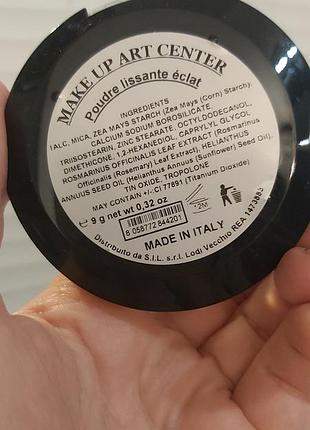 MAKE UP ART CENTER
Poudre lissante éclat
INGREDIENTS
TALC, MICA, ZEA MAYS STARCH (Zea Mays (Corn) Starch),
CALCIUM SODIUM BOROSILICATE,
TRIISOSTEARIN, ZINC STEARATE, OCTYLDODECANOL,
DIMETHICONE, 1,2-HEXANEDIOL, CAPRYLYL GLYCOL
ROSMARINUS OFFICINALIS LEAF EXTRACT (Rosmarinus
Officinalis (Rosemary) Leaf Extract), HELIANTHUS
ANNUUS SEED OIL (Helianthus Annuus (Sunflower) Seed Oil),
TIN OXIDE, TROPOLONE
MAY CONTAIN +/- CI 77891 (Titanium Dioxide)
e 9 g net wt 0,32 oz
8 058772 844201
12M
MADE IN ITALY
Distribuito da S.I.L. s.r.l. Lodi Vecchio REA 1473883